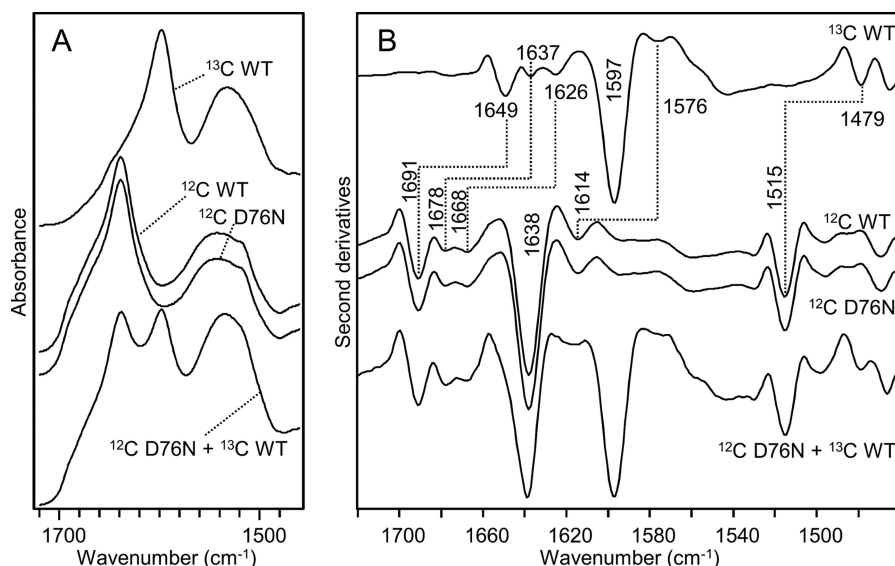 A
¹³C WT
¹²C WT
¹²C D76N
¹²C D76N + ¹³C WT
Absorbance
1700
1500
Wavenumber (cm⁻¹)
B
¹³C WT
1637
1626
1649
1597
1576
1479
1691
1678
1668
1638
1614
1515
¹²C WT
¹²C D76N
¹²C D76N + ¹³C WT
Second derivatives
1700
1660
1620
1580
1540
1500
Wavenumber (cm⁻¹)